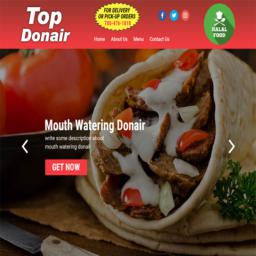 Top
Donair
FOR DELIVERY
or PICK-UP ORDERS
780-476-1010
Home
About Us
Menu
Contact Us
HALAL
FOOD
Mouth Watering Donair
write some description about
mouth watering donair
GET NOW